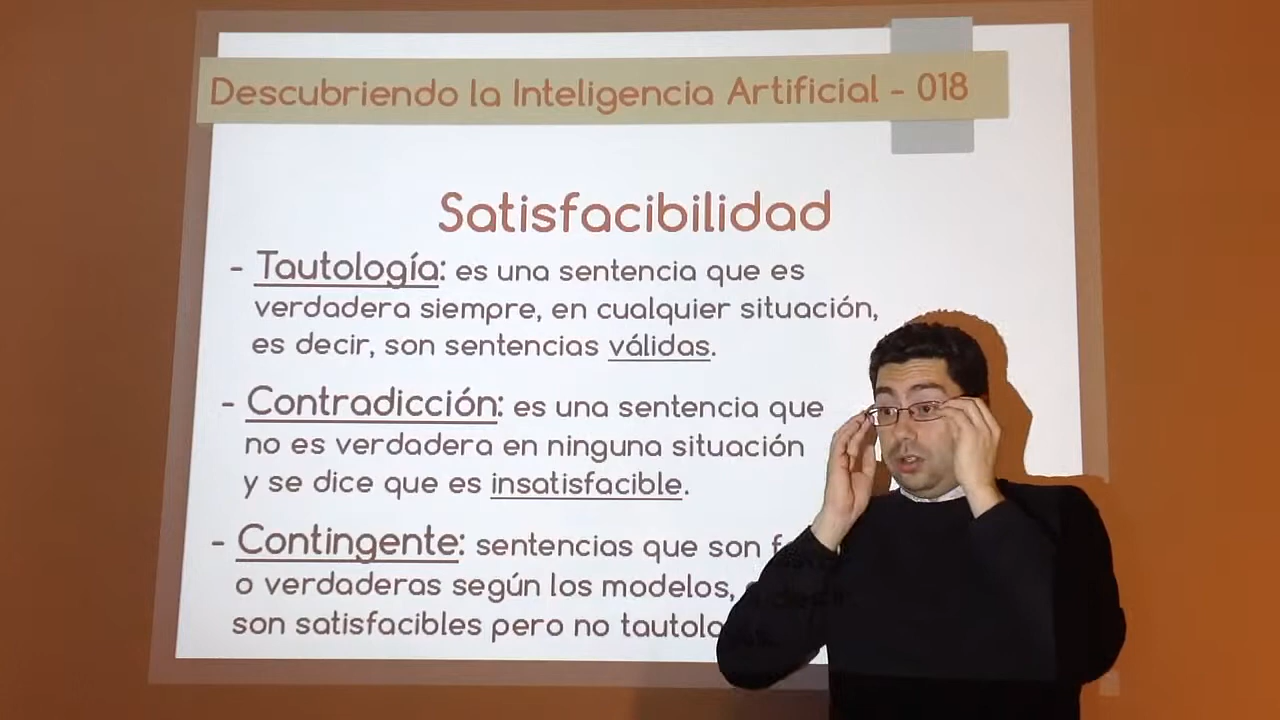 Descubriendo la Inteligencia Artificial - 018
Satisfacibilidad
- Tautología: es una sentencia que es
verdadera siempre, en cualquier situación,
es decir, son sentencias válidas.
- Contradicción: es una sentencia que
no es verdadera en ninguna situación
y se dice que es insatisfacible.
- Contingente: sentencias que son
o verdaderas según los modelos,
son satisfacibles pero no